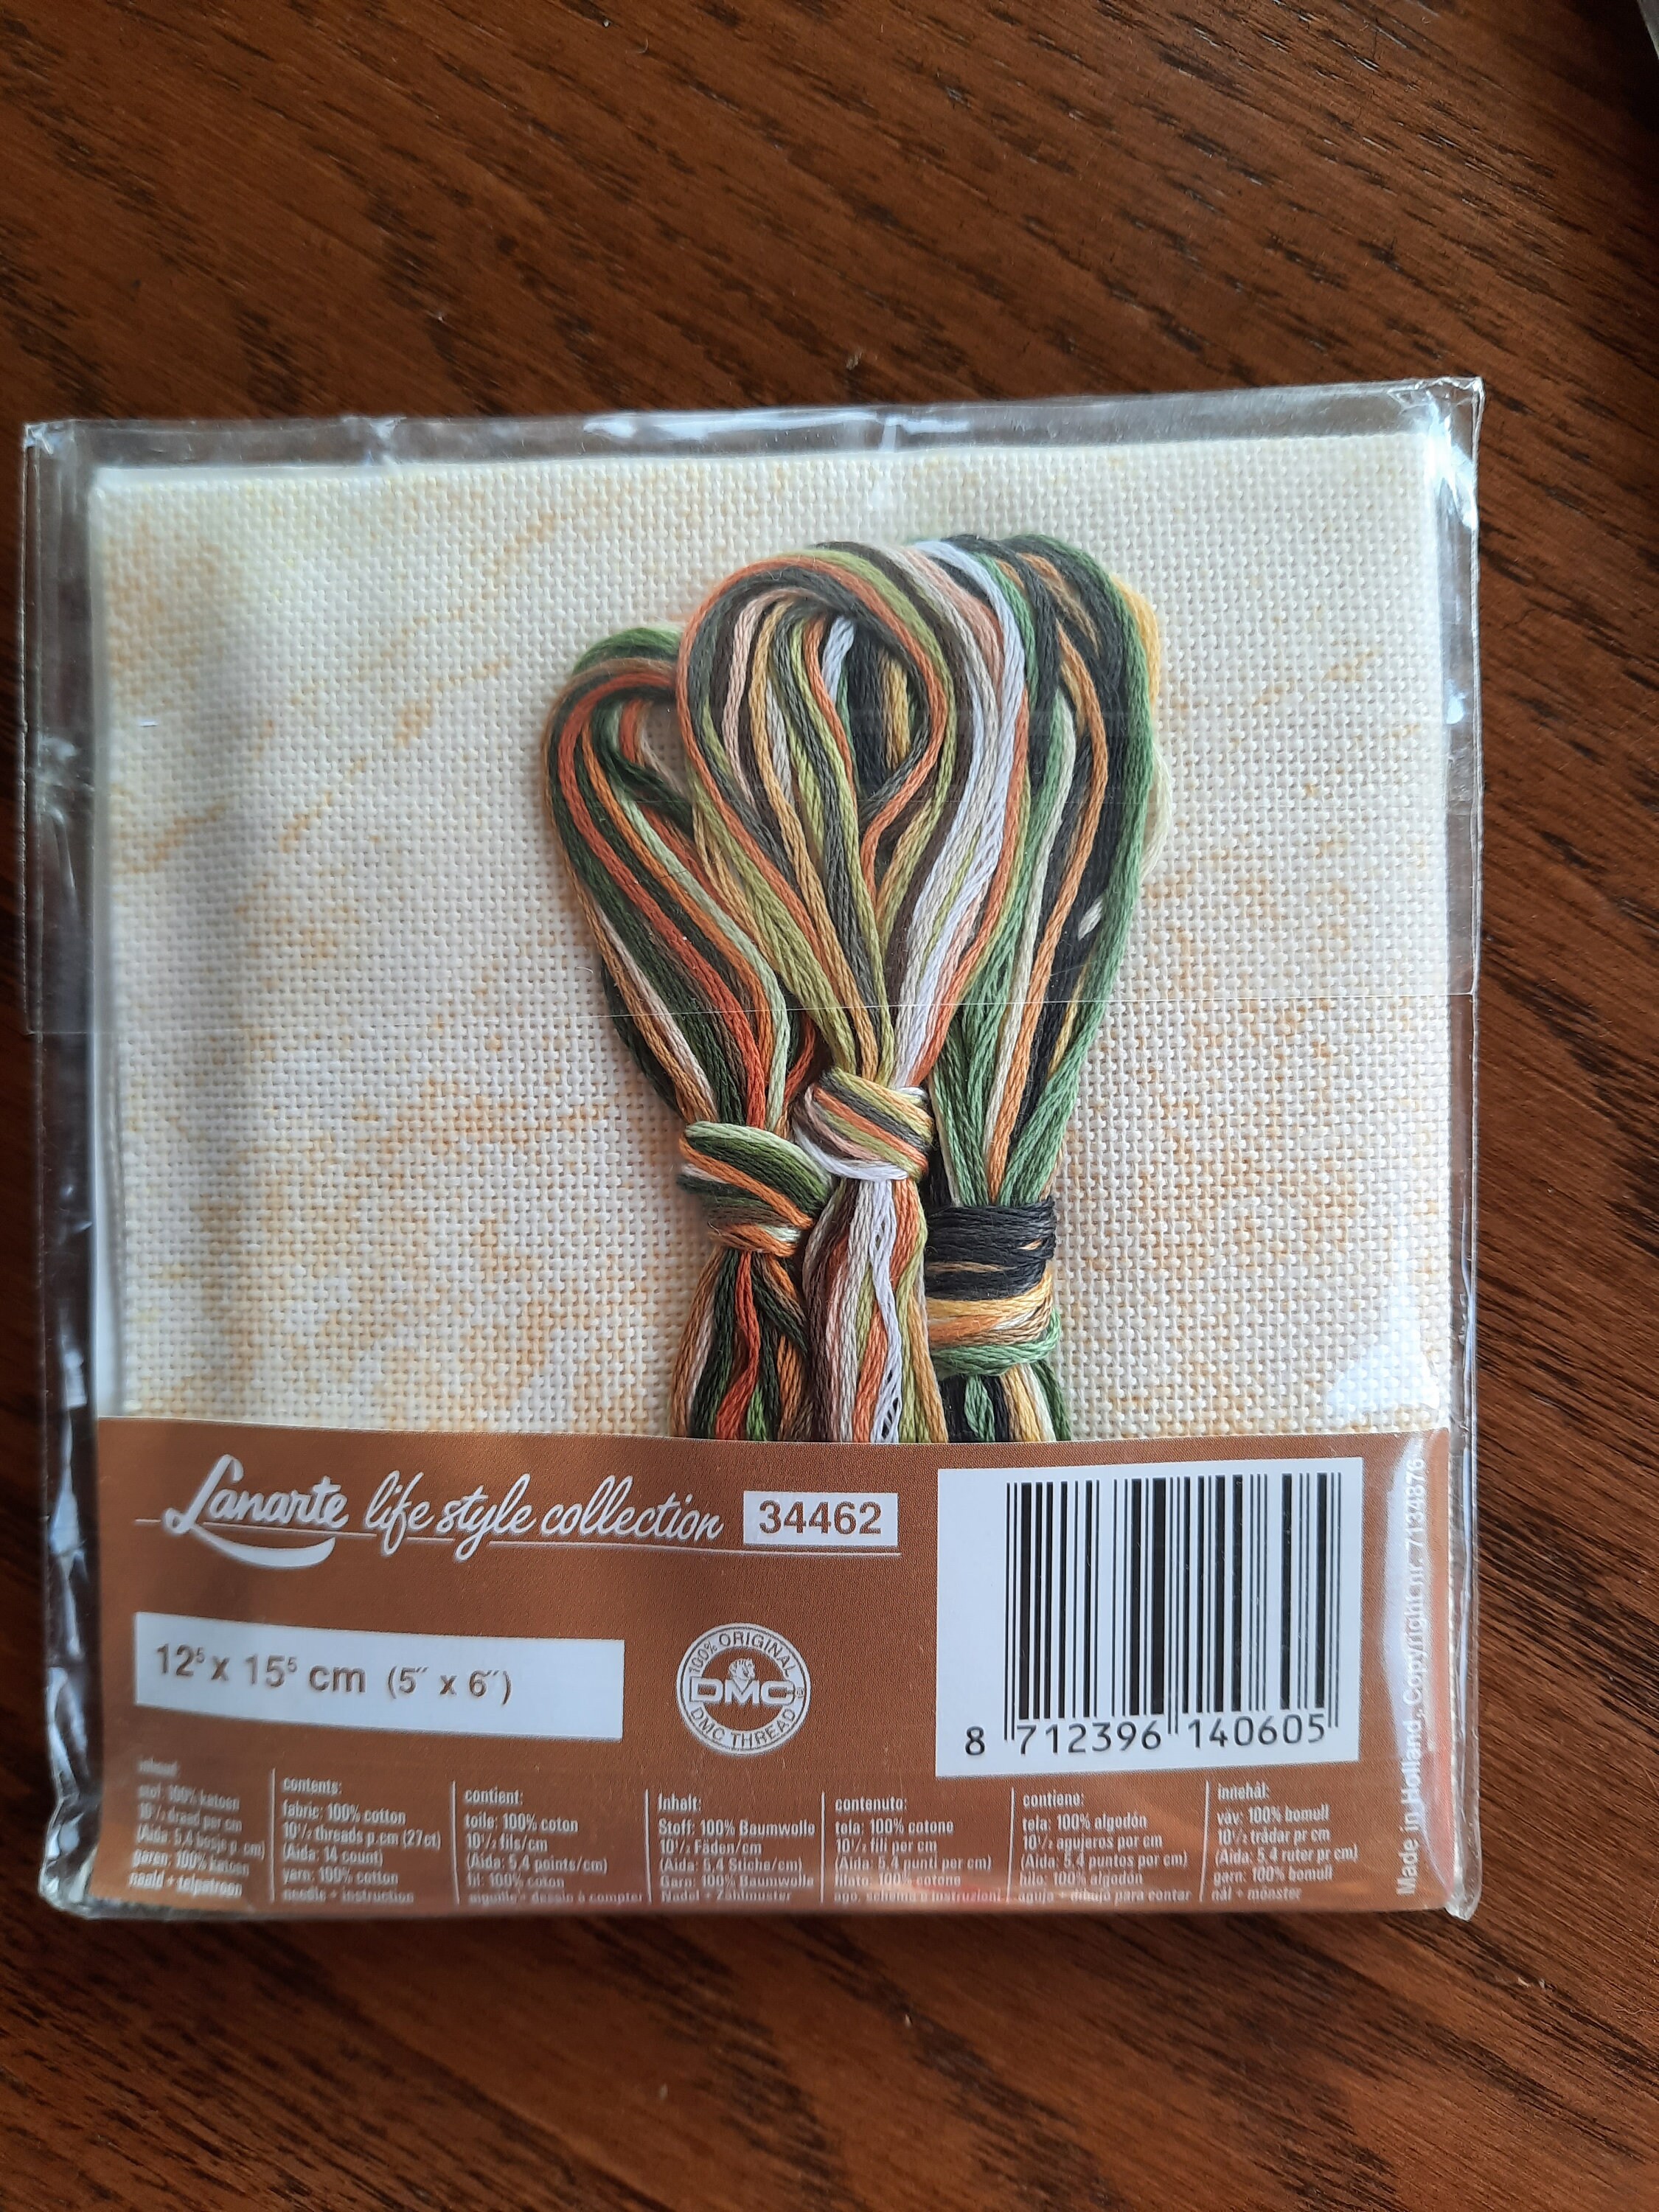 Lanarte life style collection 34462
12⁵ x 15⁵ cm (5″ x 6″)
100% ORIGINAL
DMC®
DMC THREAD
8 712396 140605
Made in Holland. Copyright nr. 7134876
inhoud:
stof: 100% katoen
10¹/₂ draad per cm
(Aida: 5,4 hosje p. cm)
garen: 100% katoen
naald + telpatroon
contents:
fabric: 100% cotton
10¹/₂ threads p.cm (27ct)
(Aida: 14 count)
yarn: 100% cotton
needle + instruction
contient:
toile: 100% coton
10¹/₂ fils/cm
(Aida: 5,4 points/cm)
fil: 100% coton
aiguille + dessin à compter
Inhalt:
Stoff: 100% Baumwolle
10¹/₂ Fäden/cm
(Aida: 5,4 Stiche/cm)
Garn: 100% Baumwolle
Nadel + Zählmuster
contenuto:
tela: 100% cotone
10¹/₂ fili per cm
(Aida: 5,4 punti per cm)
filato: 100% cotone
ago, schema + instruzioni
contiene:
tela: 100% algodón
10¹/₂ agujeros por cm
(Aida: 5,4 puntos por cm)
hilo: 100% algodón
aguja + dibujo para contar
innehåll:
väv: 100% bomull
10¹/₂ trådar pr cm
(Aida: 5,4 rutor pr cm)
garn: 100% bomull
nål + mönster